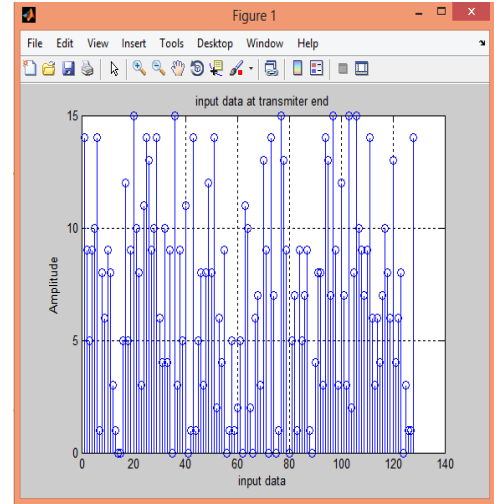 Figure 1
File Edit View Insert Tools Desktop Window Help
input data at transmiter end
15
10
5
0
Amplitude
0 20 40 60 80 100 120 140
input data